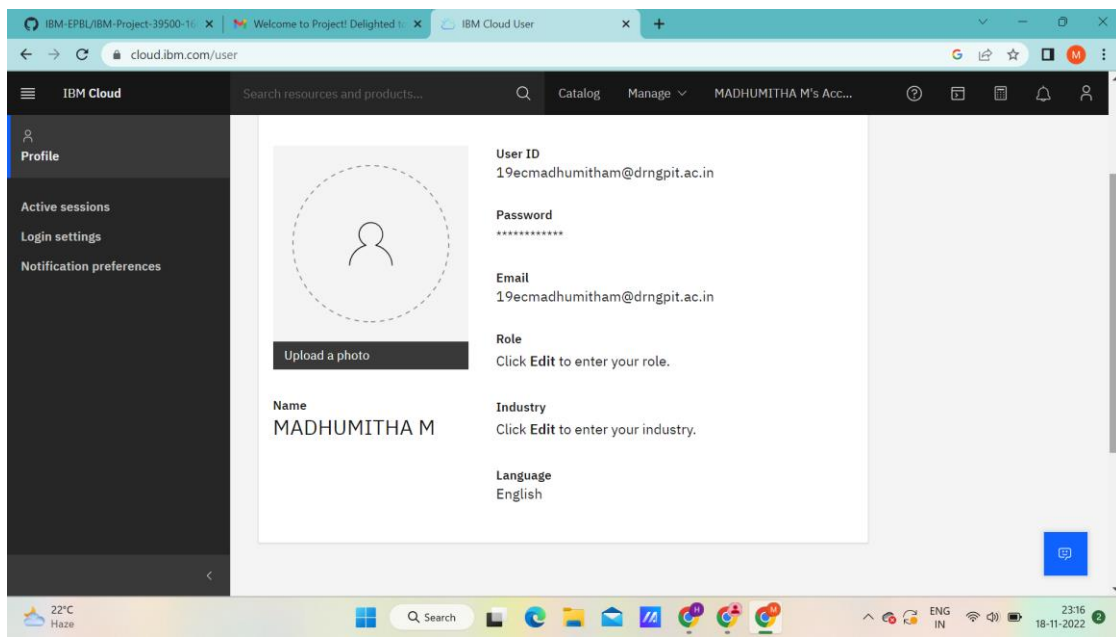 IBM-EPBL/IBM-Project-39500-16
Welcome to Project! Delighted to
IBM Cloud User
cloud.ibm.com/user
G
M
IBM Cloud
Search resources and products...
Catalog
Manage
MADHUMITHA M's Acc...
Profile
Active sessions
Login settings
Notification preferences
Upload a photo
Name
MADHUMITHA M
User ID
19ecmadhumitham@drngpit.ac.in
Password
************
Email
19ecmadhumitham@drngpit.ac.in
Role
Click Edit to enter your role.
Industry
Click Edit to enter your industry.
Language
English
22°C
Haze
Search
H
M
ENG
IN
23:16
18-11-2022
2